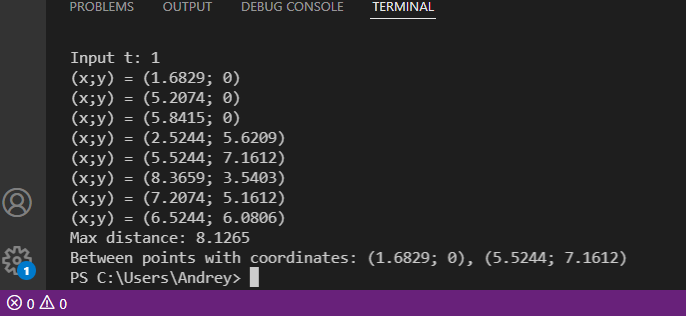 PROBLEMS OUTPUT DEBUG CONSOLE TERMINAL
Input t: 1
(x;y) = (1.6829; 0)
(x;y) = (5.2074; 0)
(x;y) = (5.8415; 0)
(x;y) = (2.5244; 5.6209)
(x;y) = (5.5244; 7.1612)
(x;y) = (8.3659; 3.5403)
(x;y) = (7.2074; 5.1612)
(x;y) = (6.5244; 6.0806)
Max distance: 8.1265
Between points with coordinates: (1.6829; 0), (5.5244; 7.1612)
PS C:\Users\Andrey>
1
0 0